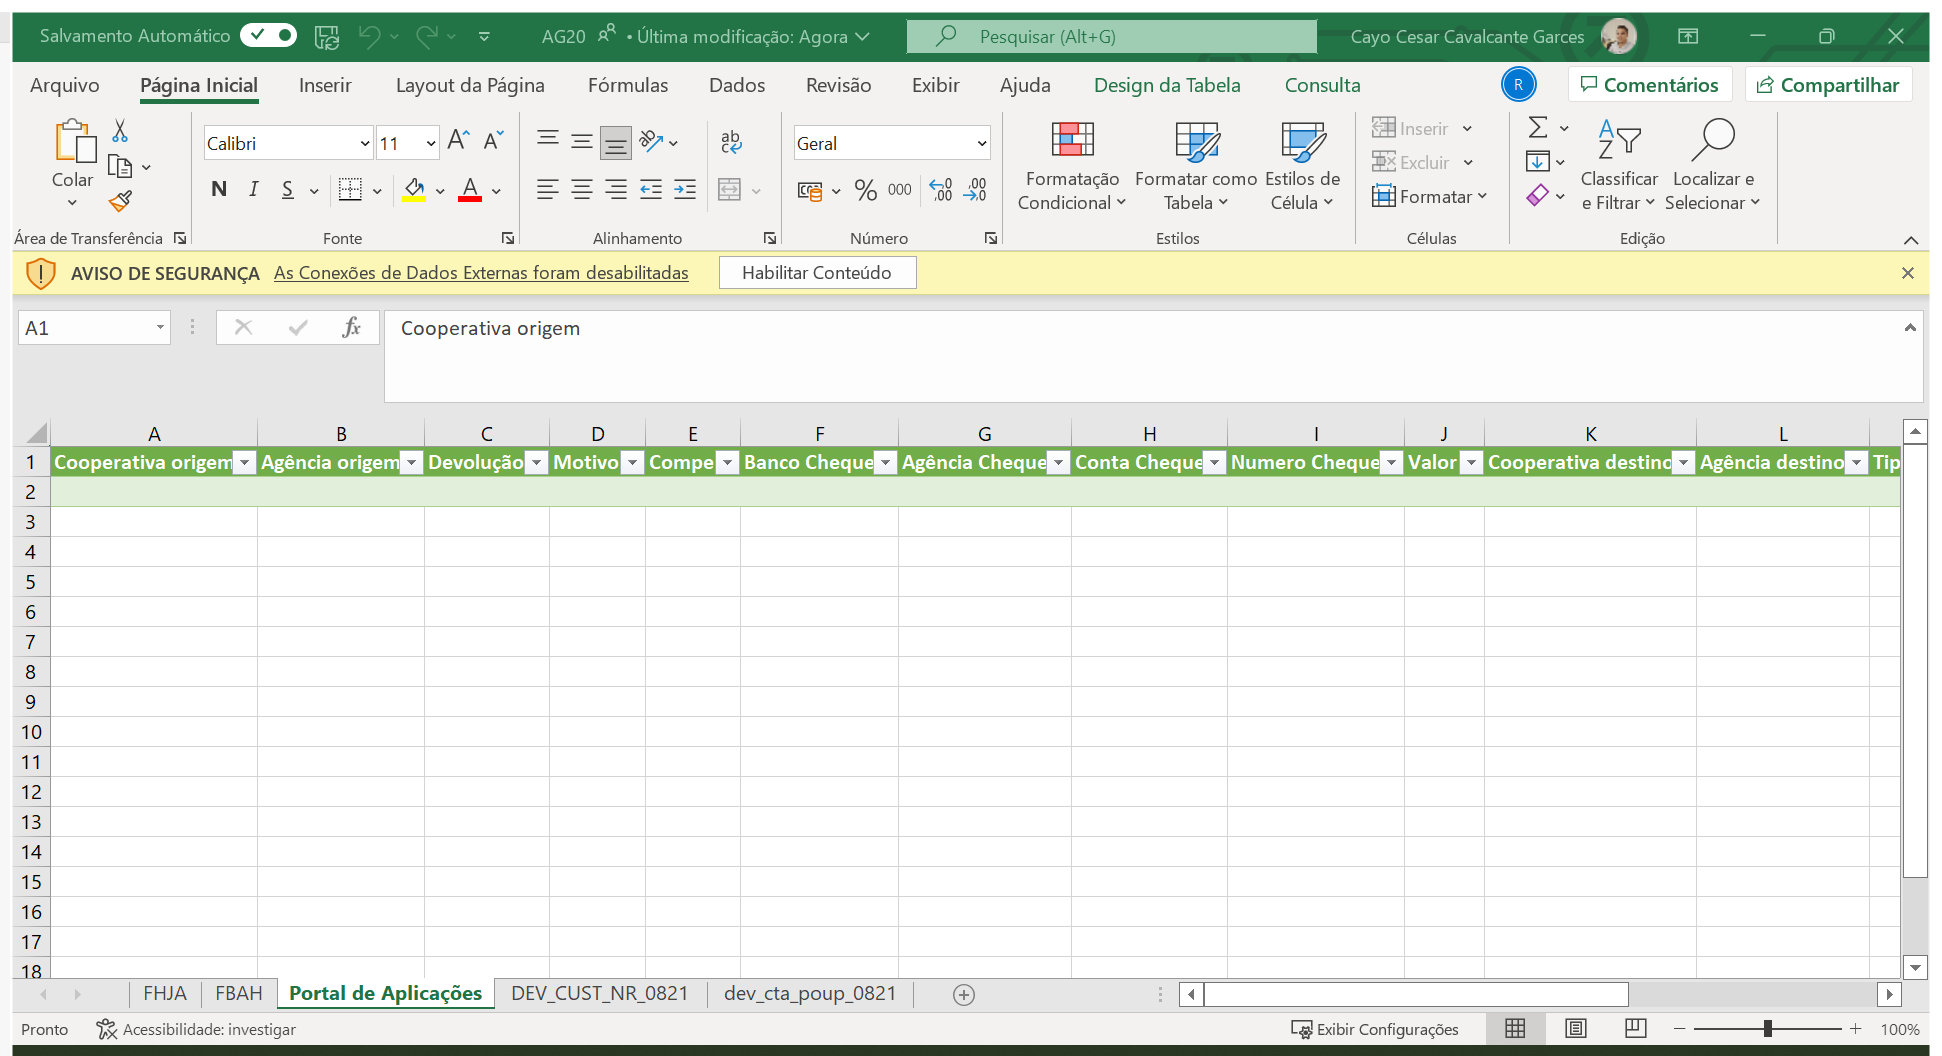 Salvamento Automático AG20 • Última modificação: Agora Pesquisar (Alt+G) Cayo Cesar Cavalcante Garces
Arquivo Página Inicial Inserir Layout da Página Fórmulas Dados Revisão Exibir Ajuda Design da Tabela Consulta R Comentários Compartilhar
Colar
Calibri 11
N I S A
ab
Geral
% 000 ,00 ,00
Formatação Condicional
Formatar como Tabela
Estilos de Célula
Inserir
Excluir
Formatar
Classificar e Filtrar
Localizar e Selecionar
Área de Transferência Fonte Alinhamento Número Estilos Células Edição
AVISO DE SEGURANÇA As Conexões de Dados Externas foram desabilitadas Habilitar Conteúdo
A1 fx Cooperativa origem
A B C D E F G H I J K L
1 Cooperativa origem Agência origem Devolução Motivo Compe Banco Cheque Agência Cheque Conta Cheque Numero Cheque Valor Cooperativa destino Agência destino Tip
2
3
4
5
6
7
8
9
10
11
12
13
14
15
16
17
18
FHJA FBAH Portal de Aplicações DEV_CUST_NR_0821 dev_cta_poup_0821
Pronto Acessibilidade: investigar Exibir Configurações 100%